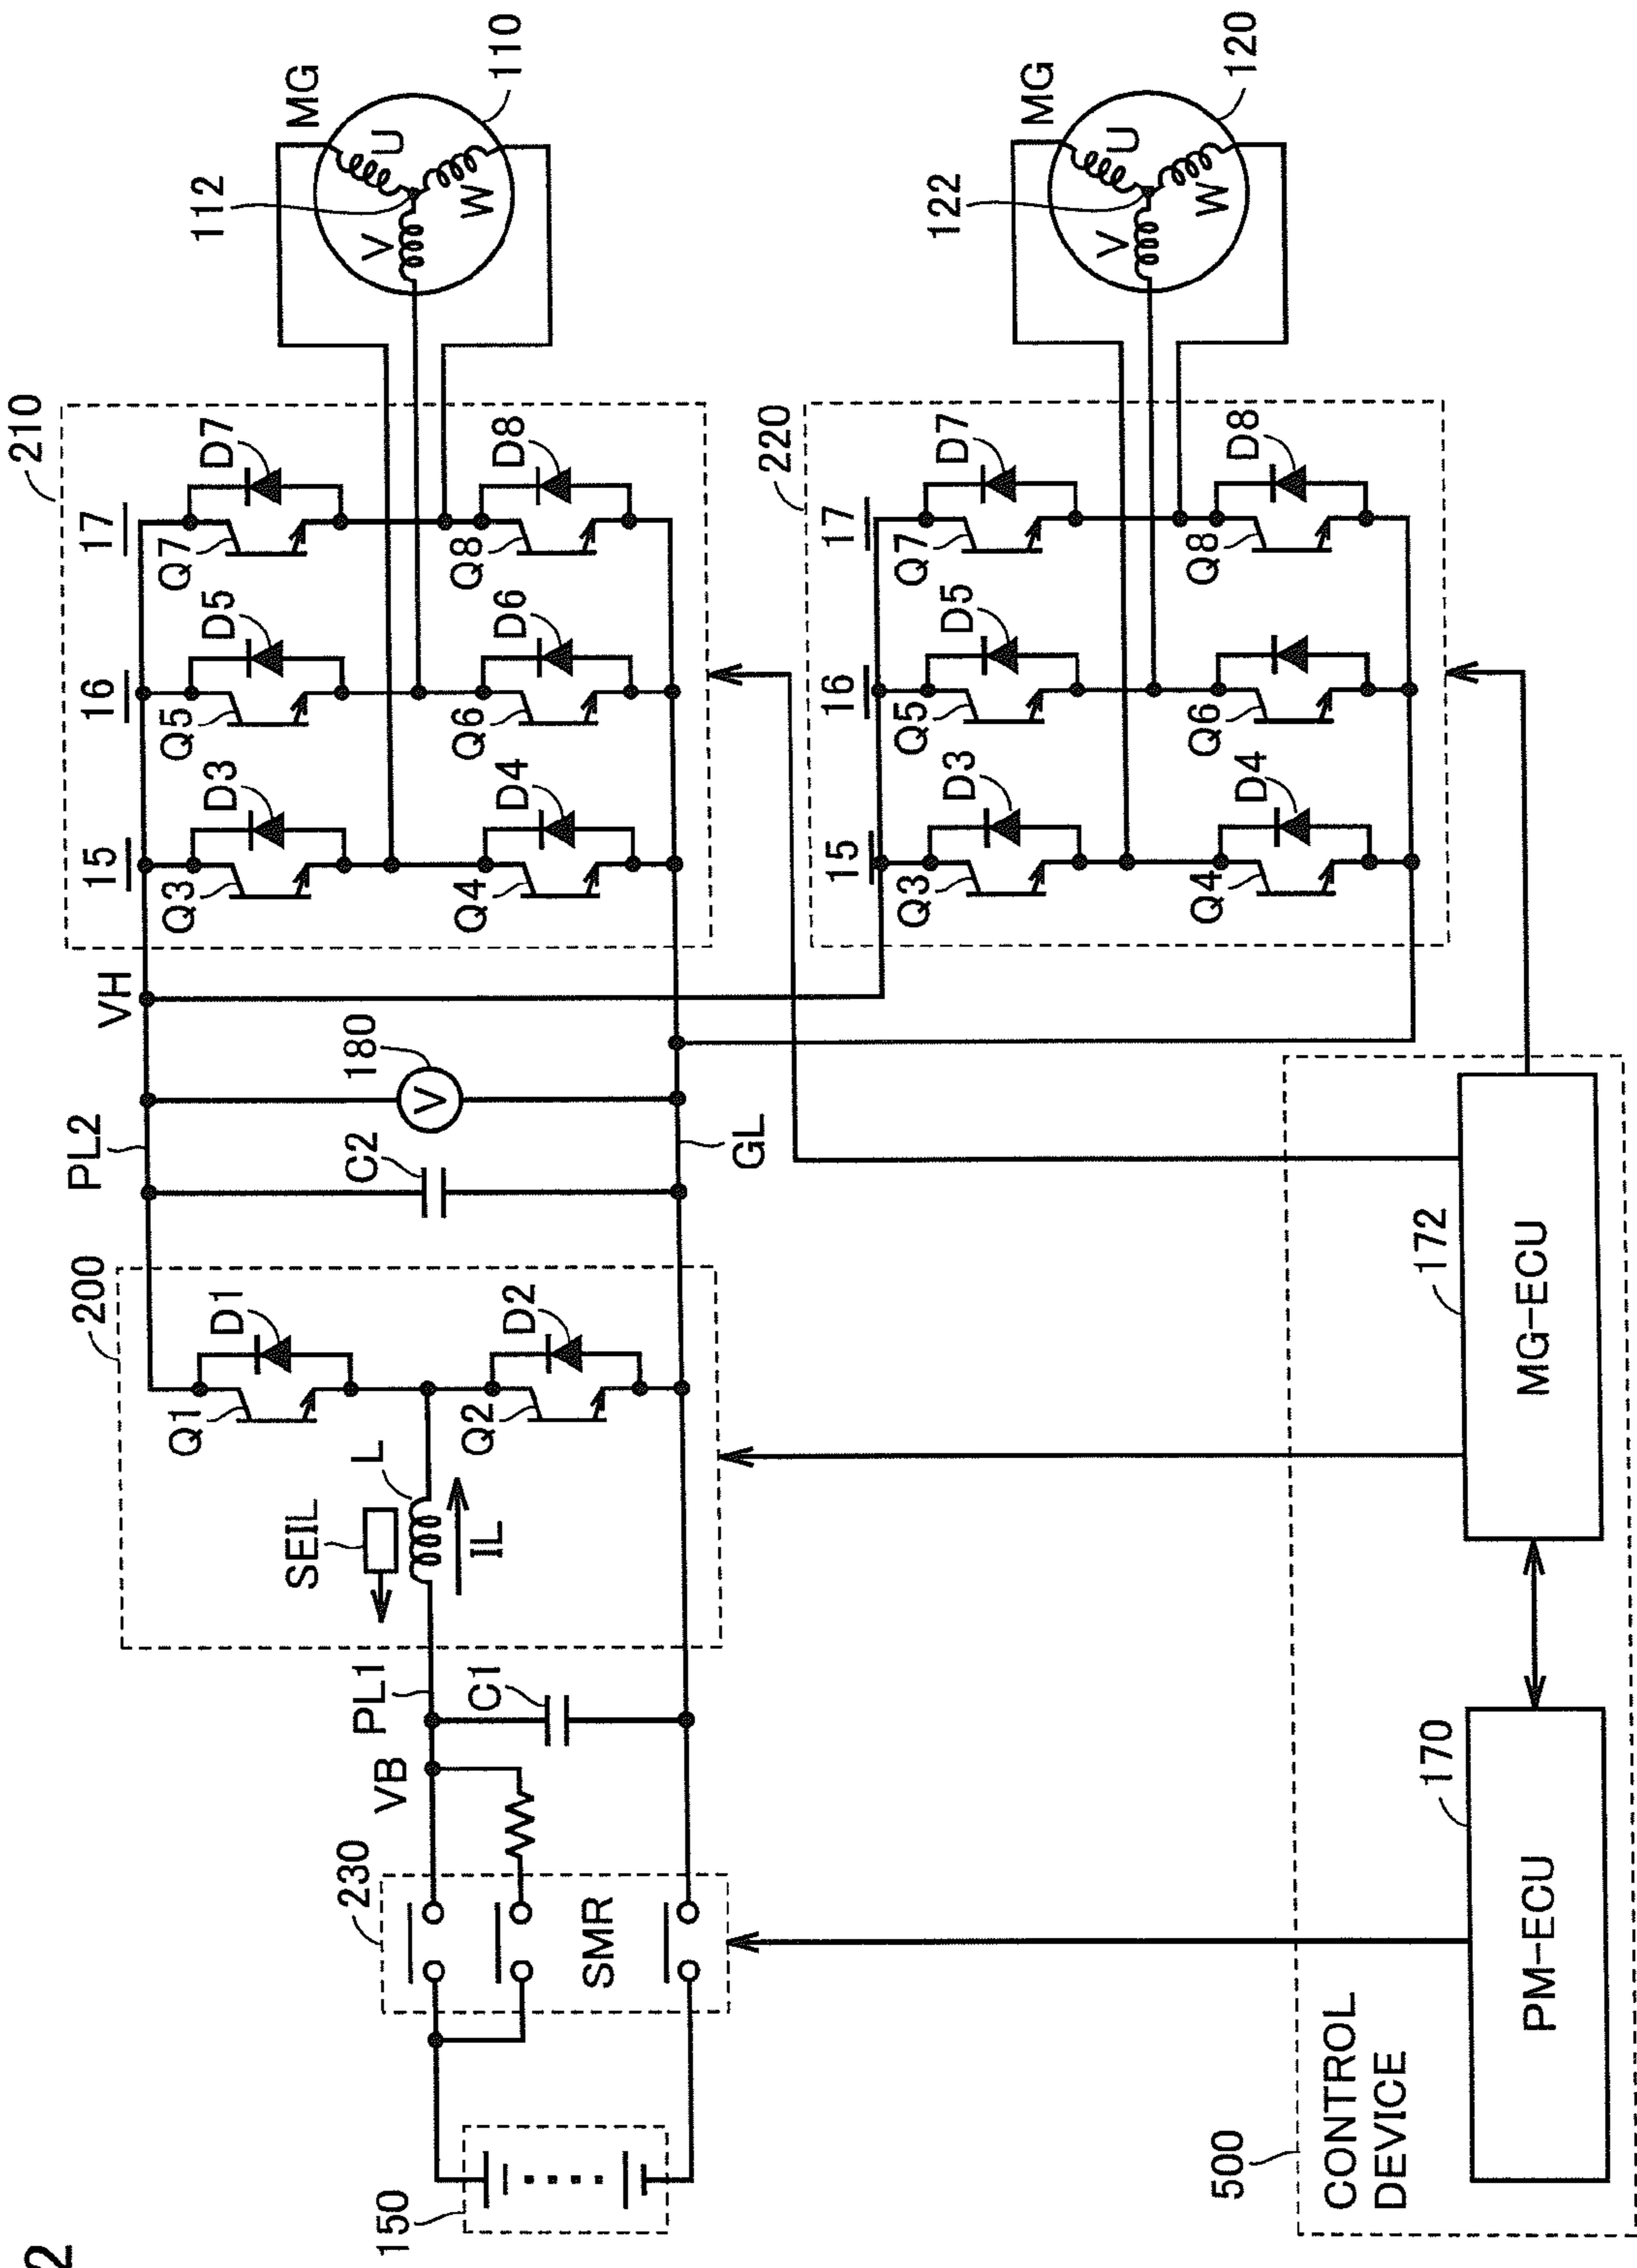 2
150
230
SMR
VB
PL1
C1
200
SEIL
L
IL
Q1
D1
Q2
D2
PL2
C2
180
V
GL
VH
210
15
16
17
Q3
D3
Q5
D5
Q7
D7
Q4
D4
Q6
D6
Q8
D8
112
MG
U
V
W
110
220
15
16
17
Q3
D3
Q5
D5
Q7
D7
Q4
D4
Q6
Q8
D8
122
MG
U
V
W
120
500
CONTROL
DEVICE
170
PM-ECU
172
MG-ECU